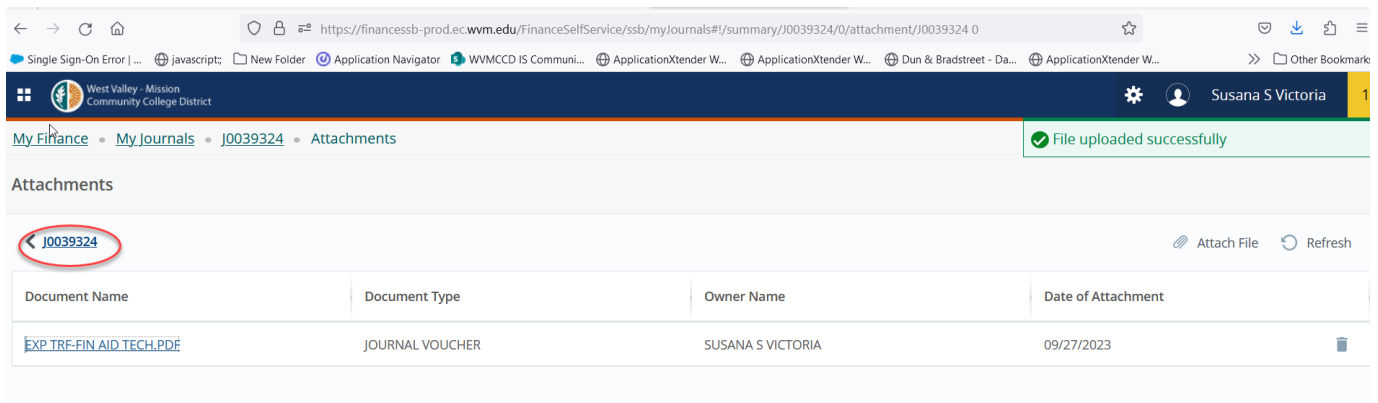 https://financessb-prod.ec.wvm.edu/FinanceSelfService/ssb/myJournals#!/summary/J0039324/0/attachment/J0039324 0
Single Sign-On Error | ... javascript:; New Folder Application Navigator WVMCCD IS Communi... ApplicationXtender W... ApplicationXtender W... Dun & Bradstreet - Da... ApplicationXtender W... Other Bookmarks
West Valley - Mission
Community College District
Susana S Victoria 1
My Finance • My Journals • J0039324 • Attachments
File uploaded successfully
Attachments
J0039324
Attach File Refresh
Document Name Document Type Owner Name Date of Attachment
EXP TRF-FIN AID TECH.PDF JOURNAL VOUCHER SUSANA S VICTORIA 09/27/2023